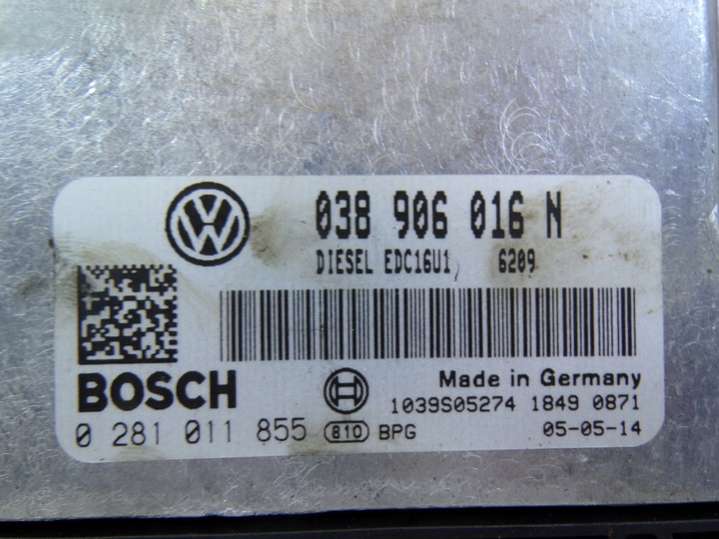 038 906 016 N
DIESEL EDC16U1 6209
BOSCH
Made in Germany
1039S05274 1849 0871
0 281 011 855 810 BPG 05-05-14